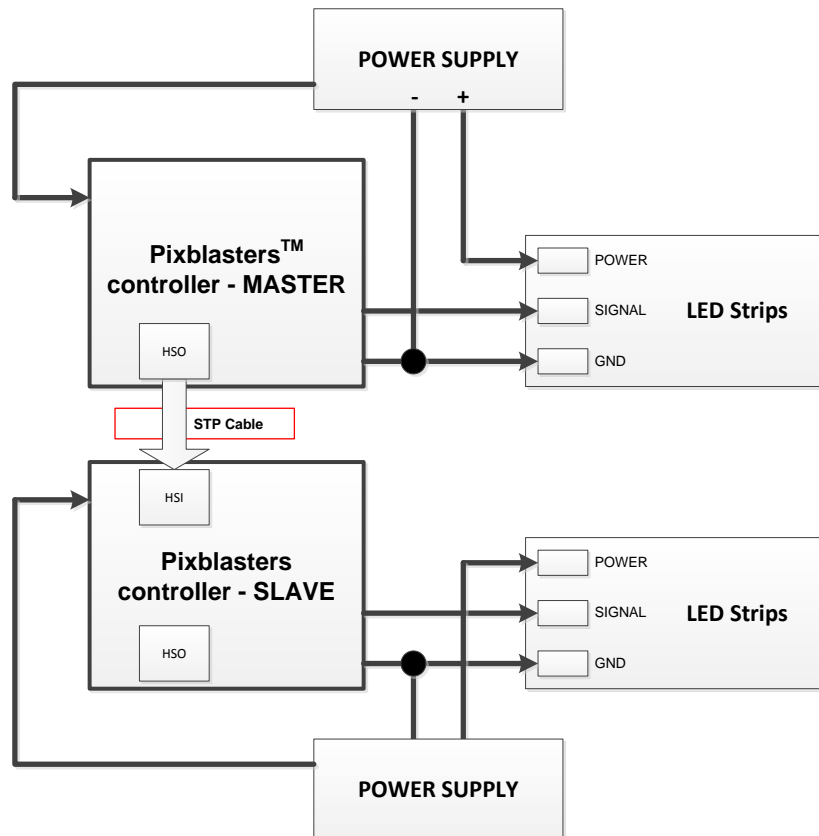 POWER SUPPLY
- +
Pixblasters™
controller - MASTER
HSO
POWER
SIGNAL
GND
LED Strips
STP Cable
HSI
Pixblasters
controller - SLAVE
HSO
POWER
SIGNAL
GND
LED Strips
POWER SUPPLY